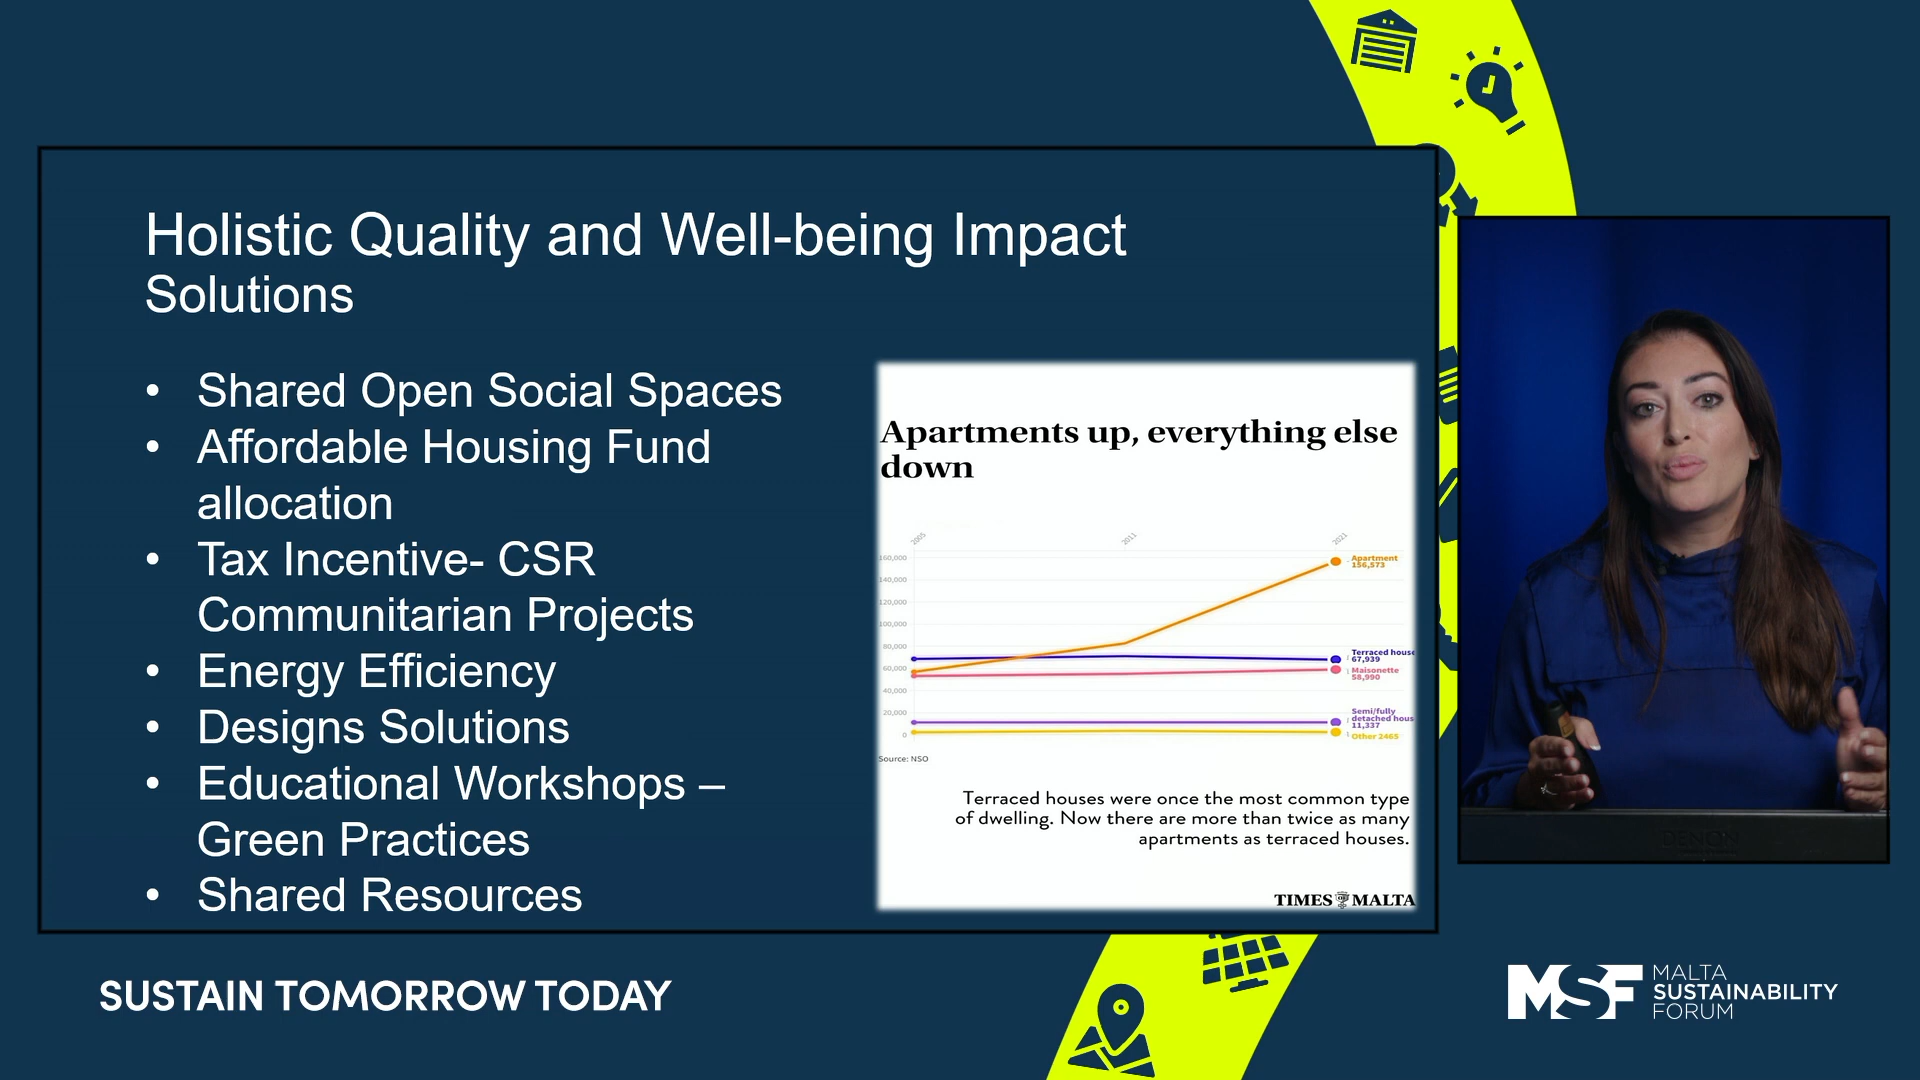 Holistic Quality and Well-being Impact
Solutions
• Shared Open Social Spaces
• Affordable Housing Fund
allocation
• Tax Incentive- CSR
Communitarian Projects
• Energy Efficiency
• Designs Solutions
• Educational Workshops –
Green Practices
• Shared Resources
Apartments up, everything else
down
2005
2011
2021
160,000
140,000
120,000
100,000
80,000
60,000
40,000
20,000
0
Apartment
156,573
Terraced house
67,939
Maisonette
58,990
Semi/fully
detached hous
11,337
Other 2465
Source: NSO
Terraced houses were once the most common type
of dwelling. Now there are more than twice as many
apartments as terraced houses.
TIMES MALTA
DENON
SUSTAIN TOMORROW TODAY
MSF
MALTA
SUSTAINABILITY
FORUM